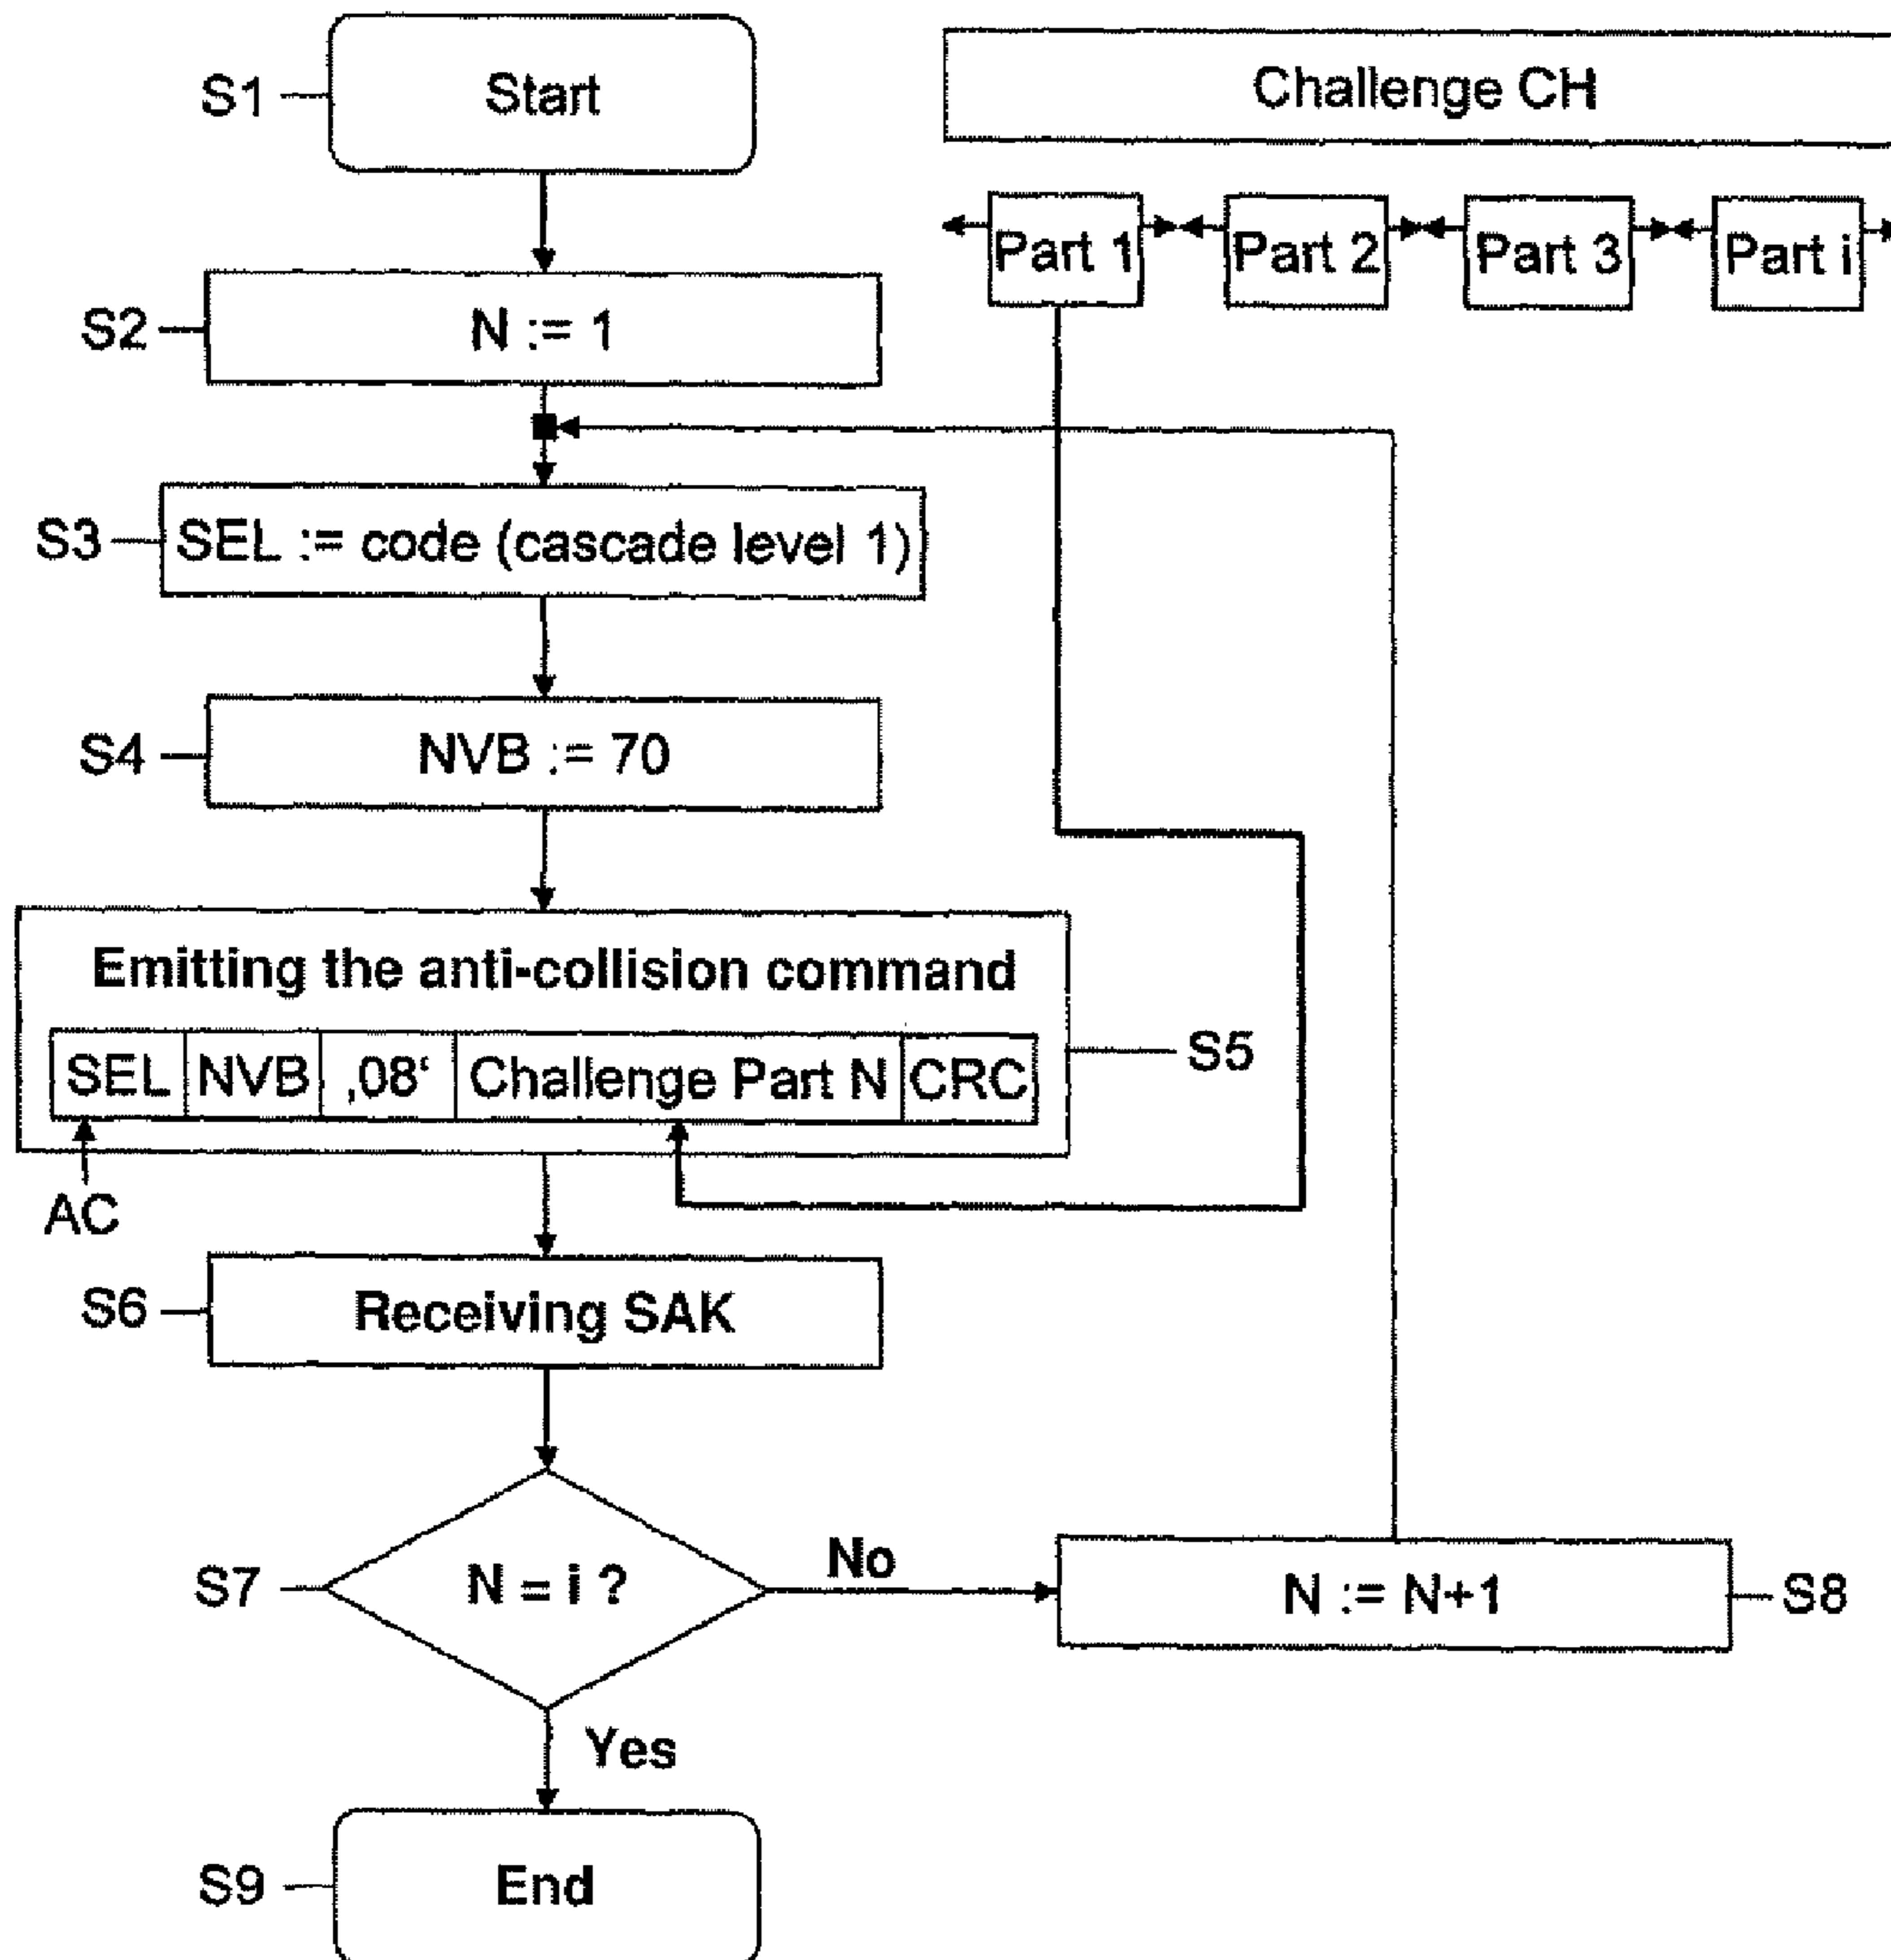 S1
Start
Challenge CH
Part 1
Part 2
Part 3
Part i
S2
N := 1
S3
SEL := code (cascade level 1)
S4
NVB := 70
Emitting the anti-collision command
SEL
NVB
‚08‘
Challenge Part N
CRC
S5
AC
S6
Receiving SAK
S7
N = i ?
No
N := N+1
S8
Yes
S9
End